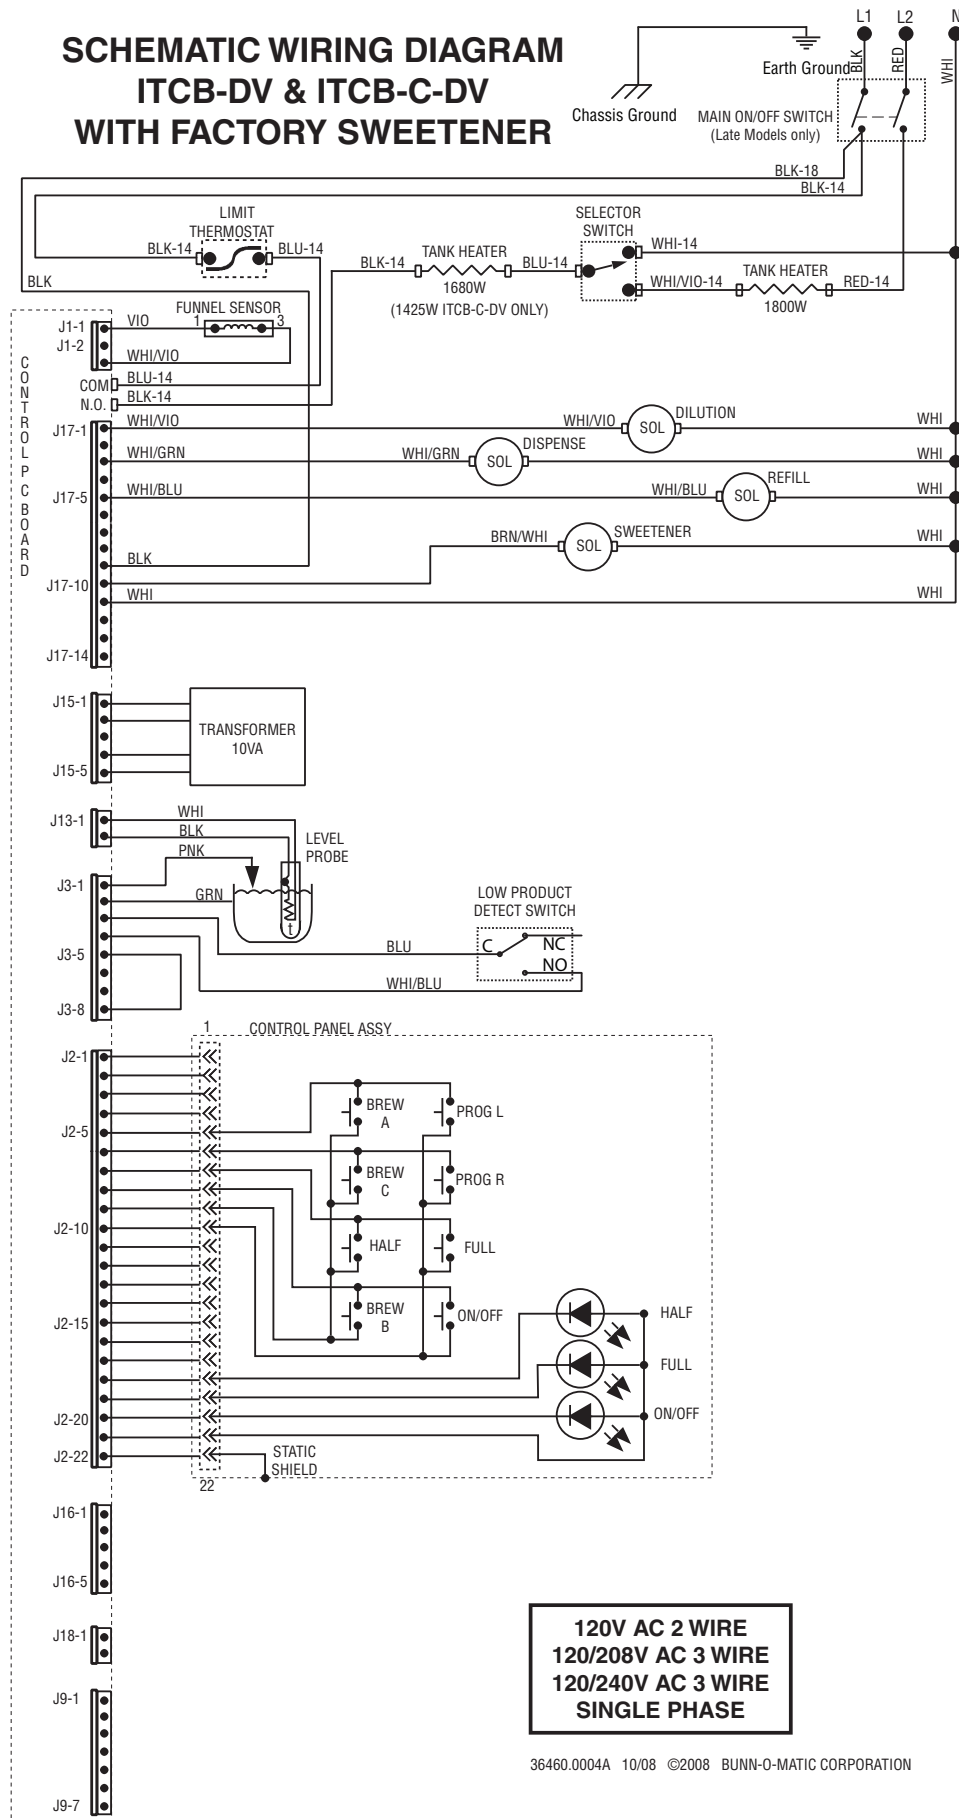 SCHEMATIC WIRING DIAGRAM
ITCB-DV & ITCB-C-DV
WITH FACTORY SWEETENER
L1
L2
N
BLK
RED
WHI
Earth Ground
Chassis Ground
MAIN ON/OFF SWITCH
(Late Models only)
BLK-18
BLK-14
LIMIT
THERMOSTAT
BLK-14
BLU-14
BLK
SELECTOR
SWITCH
WHI-14
BLK-14
TANK HEATER
BLU-14
1680W
(1425W ITCB-C-DV ONLY)
WHI/VIO-14
TANK HEATER
RED-14
1800W
CONTROL PC BOARD
J1-1
VIO
FUNNEL SENSOR
1
3
J1-2
WHI/VIO
COM
BLU-14
N.O.
BLK-14
J17-1
WHI/VIO
WHI/VIO
SOL
DILUTION
WHI
WHI/GRN
WHI/GRN
SOL
DISPENSE
WHI
J17-5
WHI/BLU
WHI/BLU
SOL
REFILL
WHI
BRN/WHI
SOL
SWEETENER
WHI
BLK
J17-10
WHI
WHI
J17-14
J15-1
TRANSFORMER
10VA
J15-5
J13-1
WHI
BLK
PNK
LEVEL
PROBE
J3-1
GRN
t
LOW PRODUCT
DETECT SWITCH
BLU
C
NC
NO
J3-5
WHI/BLU
J3-8
1
CONTROL PANEL ASSY
J2-1
BREW
A
PROG L
J2-5
BREW
C
PROG R
J2-10
HALF
FULL
BREW
B
ON/OFF
J2-15
HALF
FULL
ON/OFF
J2-20
J2-22
STATIC
SHIELD
22
J16-1
J16-5
J18-1
J9-1
J9-7
120V AC 2 WIRE
120/208V AC 3 WIRE
120/240V AC 3 WIRE
SINGLE PHASE
36460.0004A 10/08 ©2008 BUNN-O-MATIC CORPORATION